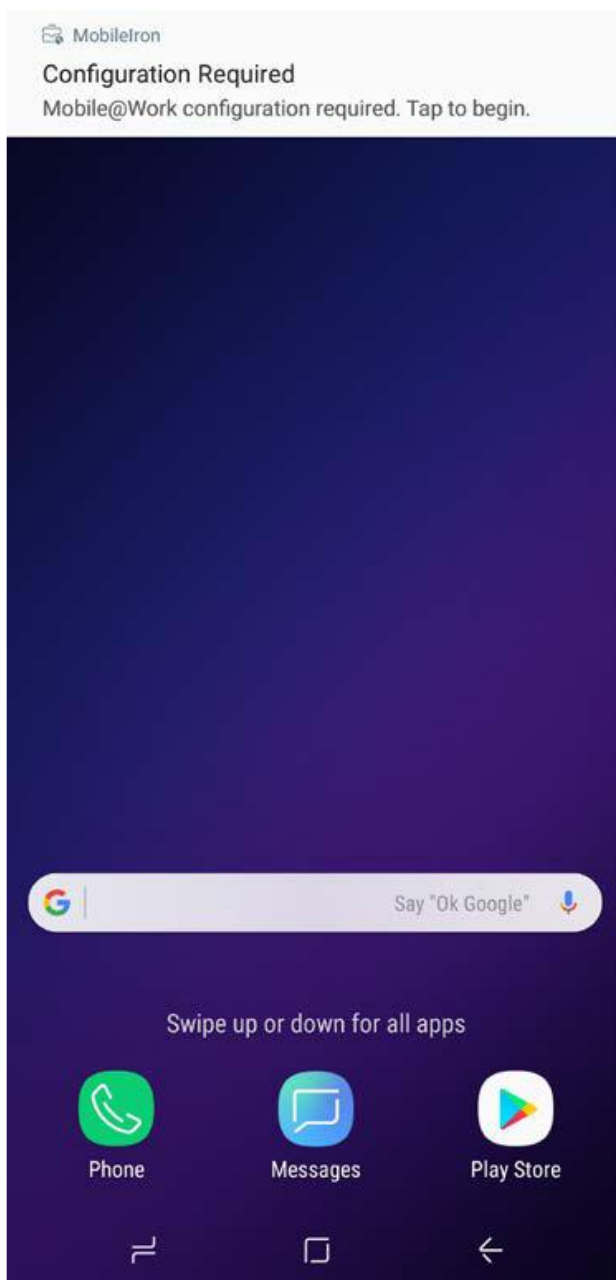 MobileIron
Configuration Required
Mobile@Work configuration required. Tap to begin.
G
Say "Ok Google"
Swipe up or down for all apps
Phone
Messages
Play Store